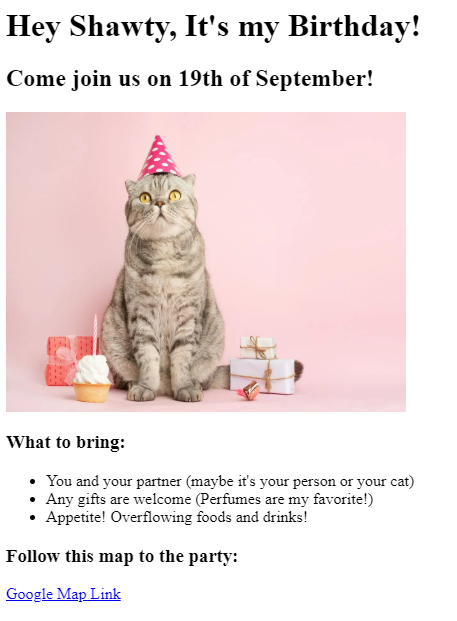 Hey Shawty, It's my Birthday!
Come join us on 19th of September!
What to bring:
You and your partner (maybe it's your person or your cat)
Any gifts are welcome (Perfumes are my favorite!)
Appetite! Overflowing foods and drinks!
Follow this map to the party:
Google Map Link